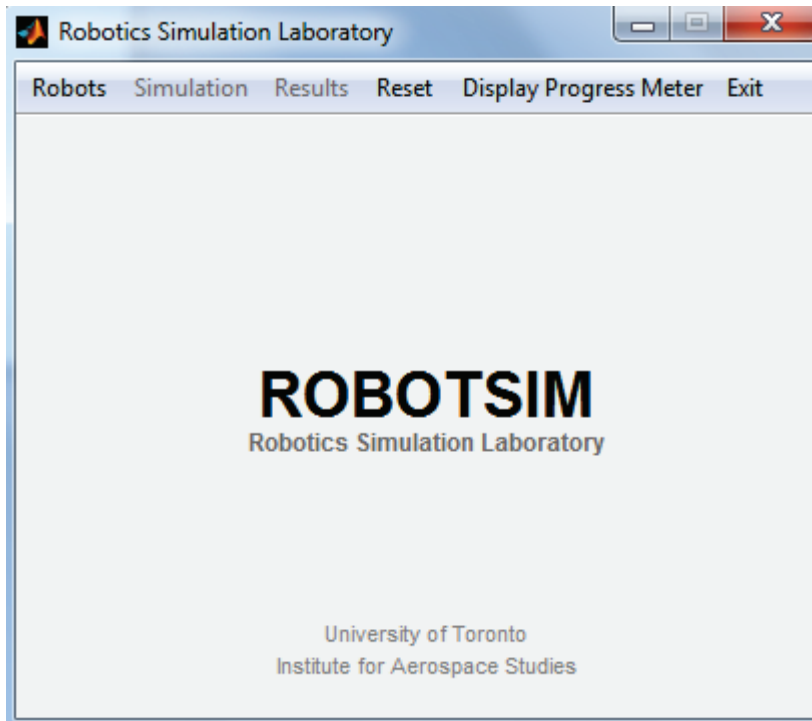 Robotics Simulation Laboratory
Robots Simulation Results Reset Display Progress Meter Exit
ROBOTSIM
Robotics Simulation Laboratory
University of Toronto
Institute for Aerospace Studies